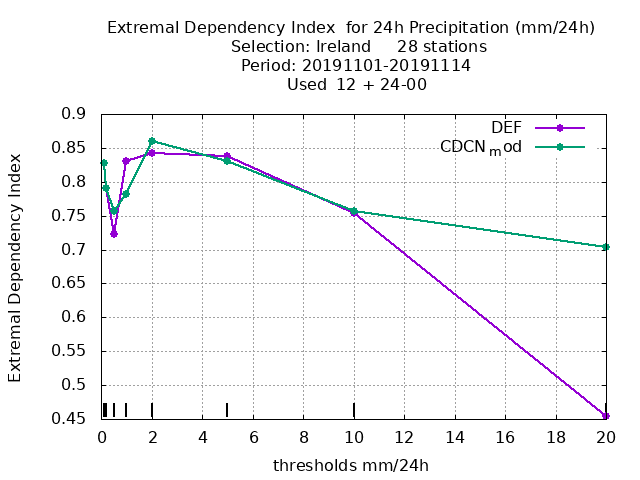 Extremal Dependency Index  for 24h Precipitation (mm/24h)
Selection: Ireland     28 stations
Period: 20191101-20191114
Used  12 + 24-00
DEF
CDCN_mod
0.9
0.85
0.8
0.75
0.7
0.65
0.6
0.55
0.5
0.45
Extremal Dependency Index
0 2 4 6 8 10 12 14 16 18 20
thresholds mm/24h